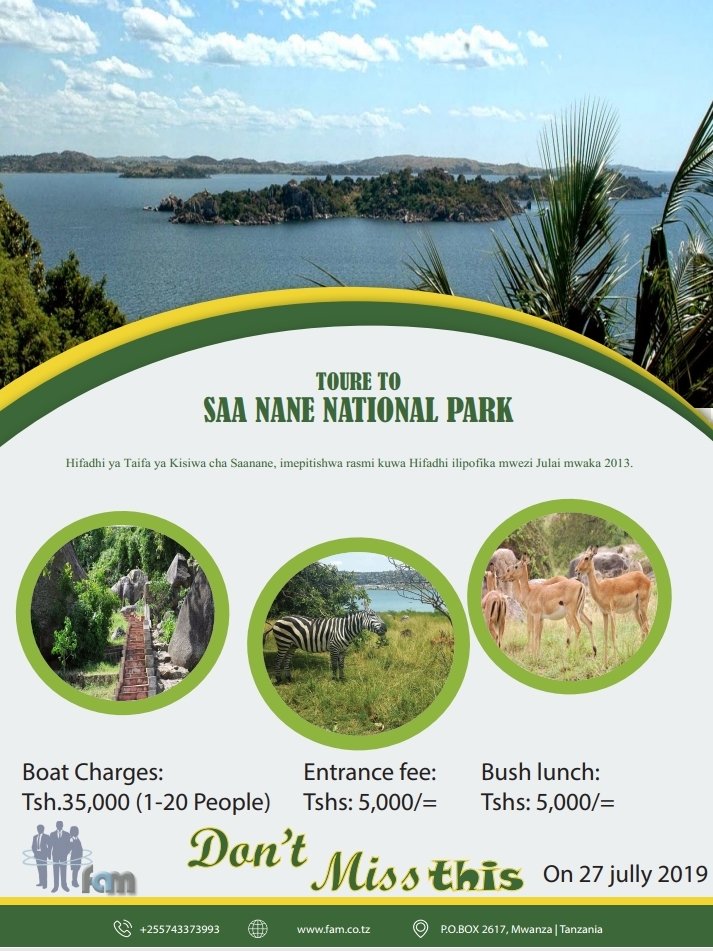 TOURE TO
SAA NANE NATIONAL PARK
Hifadhi ya Taifa ya Kisiwa cha Saanane, imepitishwa rasmi kuwa Hifadhi ilipofika mwezi Julai mwaka 2013.
Boat Charges:
Tsh.35,000 (1-20 People)
Entrance fee:
Tshs: 5,000/=
Bush lunch:
Tshs: 5,000/=
fam
Don't Miss this
On 27 jully 2019
+255743373993
www.fam.co.tz
P.O.BOX 2617, Mwanza | Tanzania